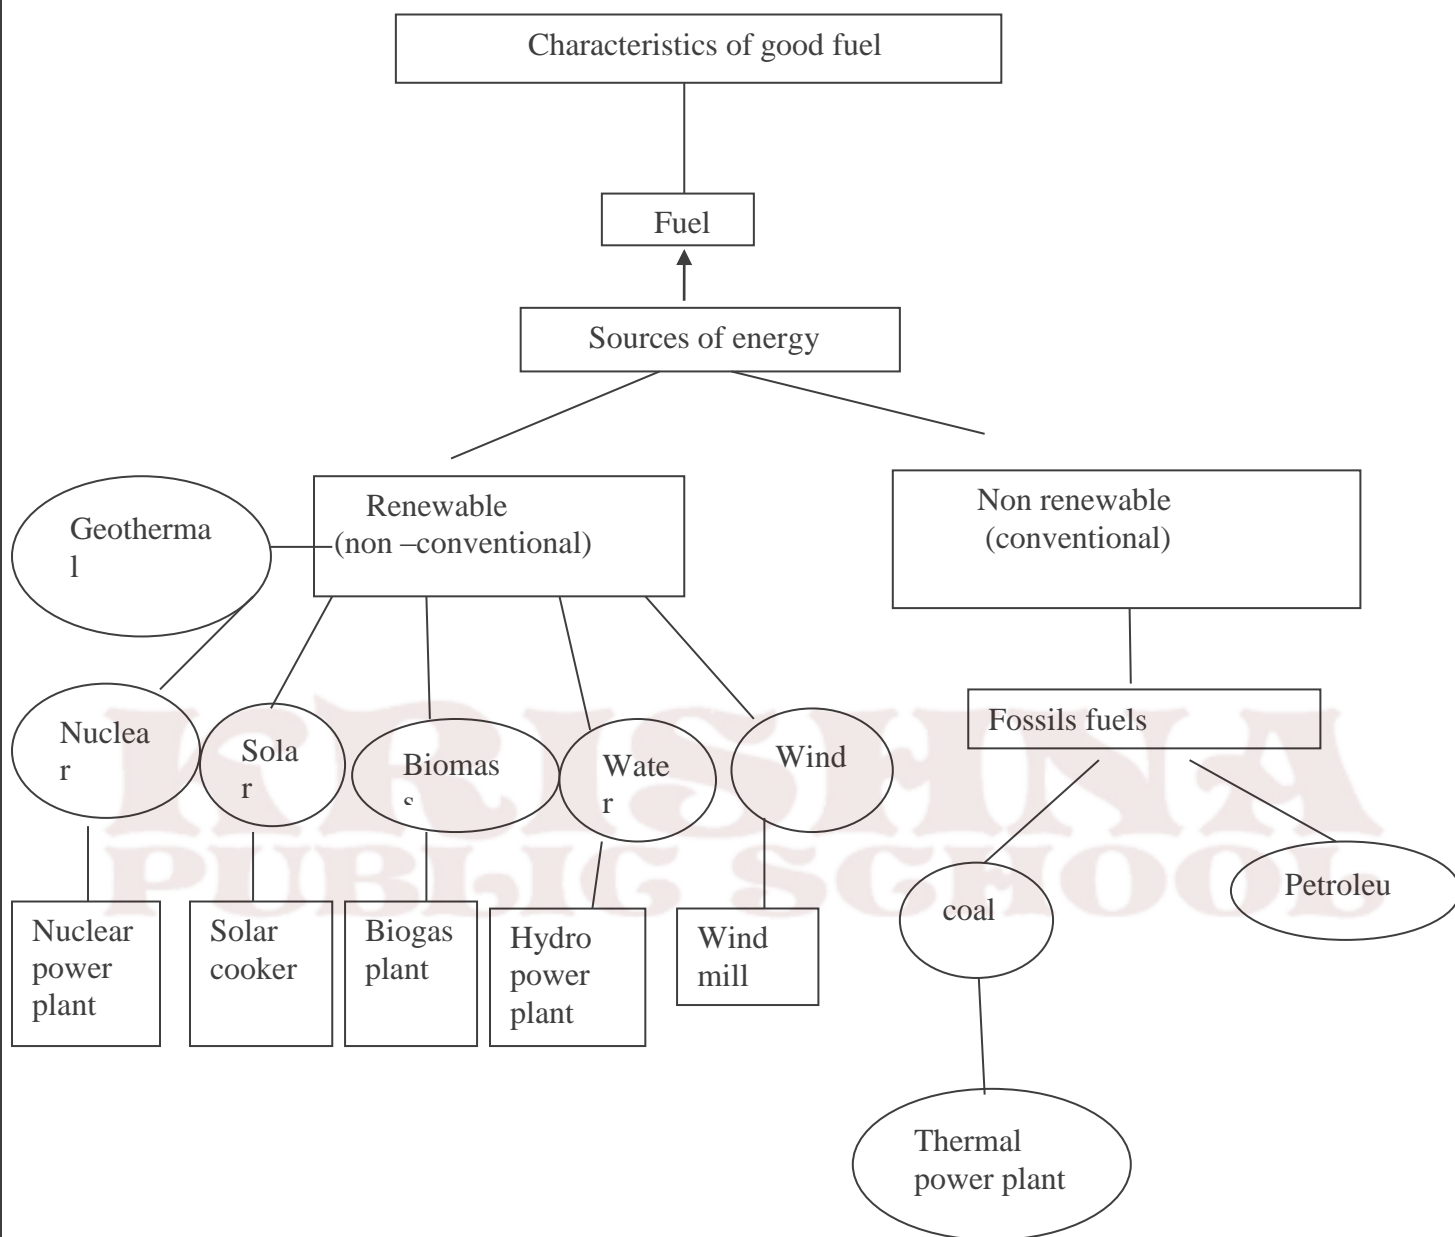 Characteristics of good fuel
Fuel
Sources of energy
Renewable
(non –conventional)
Non renewable
(conventional)
Geotherma
l
Nuclea
r
Sola
r
Biomas
s
Wate
r
Wind
Fossils fuels
coal
Petroleu
Nuclear
power
plant
Solar
cooker
Biogas
plant
Hydro
power
plant
Wind
mill
Thermal
power plant
KRISHNA
PUBLIC SCHOOL